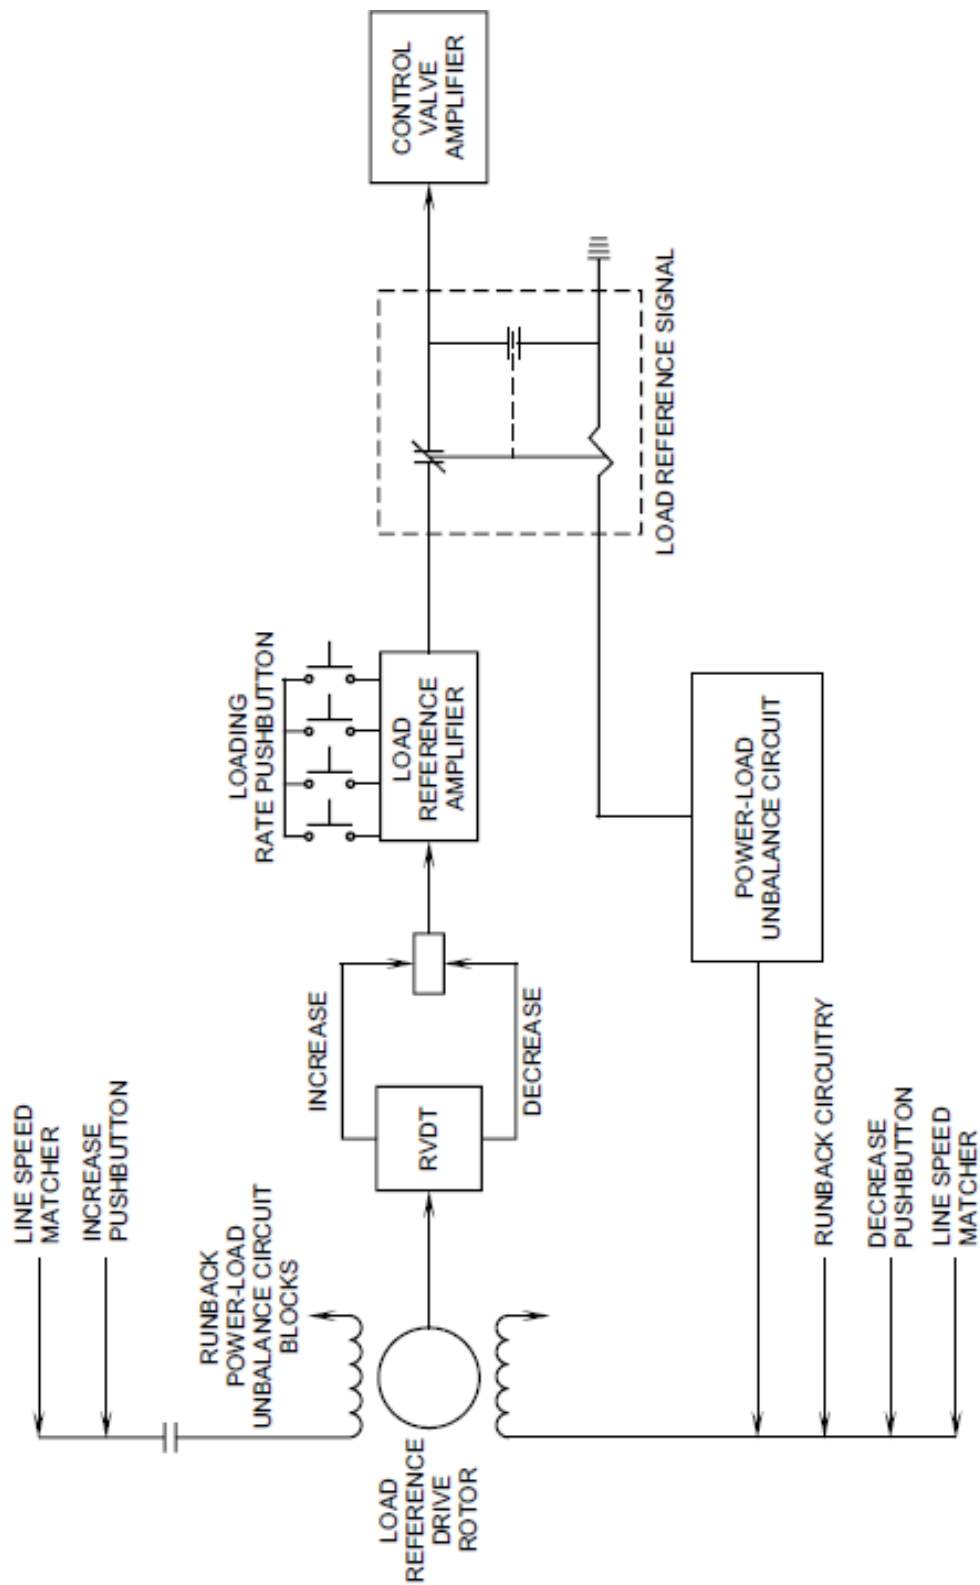 LINE SPEED
MATCHER
INCREASE
PUSHBUTTON
RUNBACK
POWER-LOAD
UNBALANCE CIRCUIT
BLOCKS
LOAD
REFERENCE
DRIVE
ROTOR
INCREASE
RVDT
DECREASE
LOADING
RATE PUSHBUTTON
LOAD
REFERENCE
AMPLIFIER
CONTROL
VALVE
AMPLIFIER
LOAD REFERENCE SIGNAL
POWER-LOAD
UNBALANCE CIRCUIT
RUNBACK CIRCUITRY
DECREASE
PUSHBUTTON
LINE SPEED
MATCHER